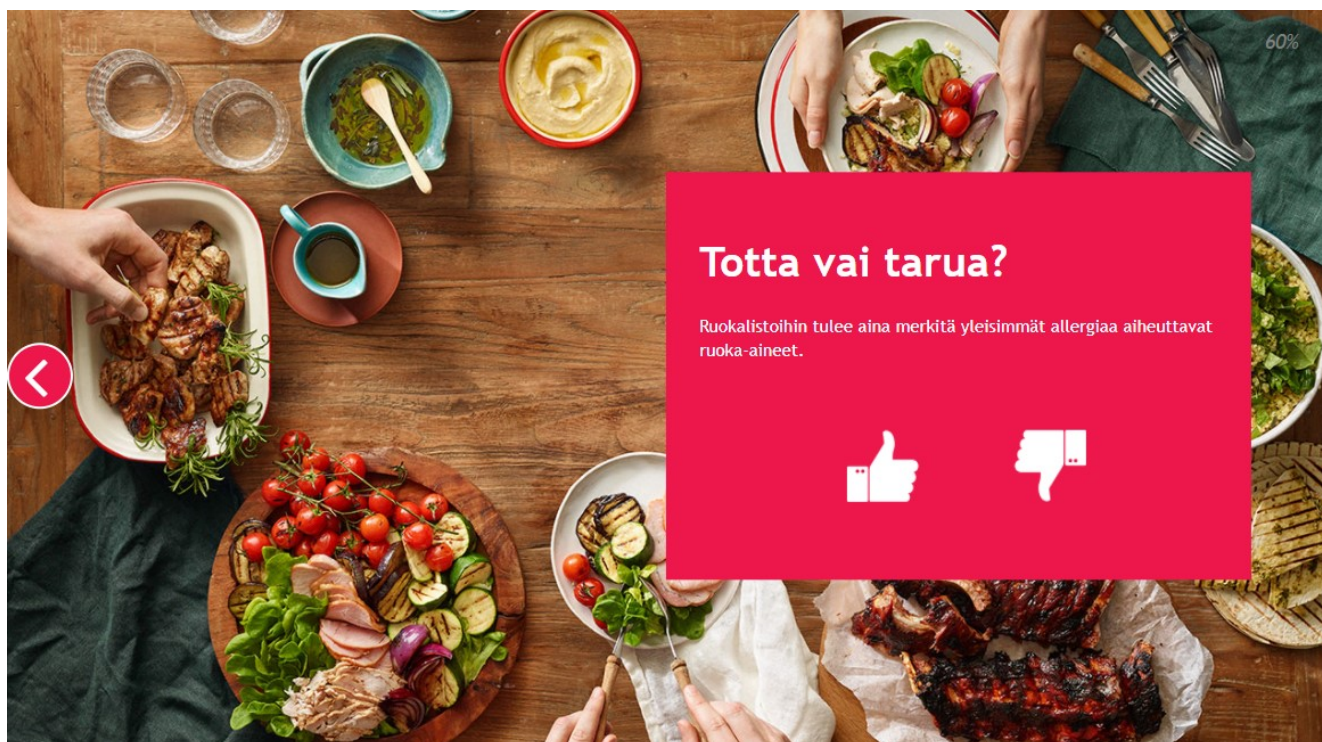 60%
Totta vai tarua?
Ruokalistoihin tulee aina merkitä yleisimmät allergiaa aiheuttavat
ruoka-aineet.